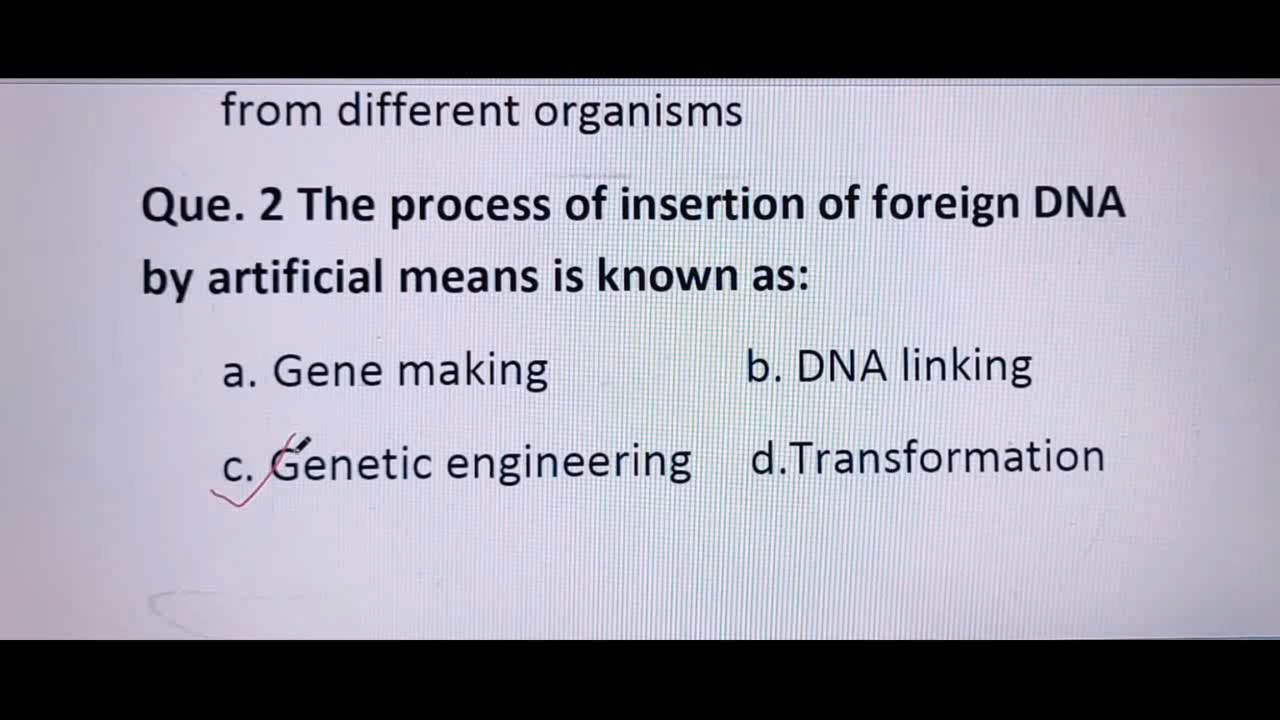 from different organisms
Que. 2 The process of insertion of foreign DNA
by artificial means is known as:
a. Gene making b. DNA linking
c. Genetic engineering d.Transformation